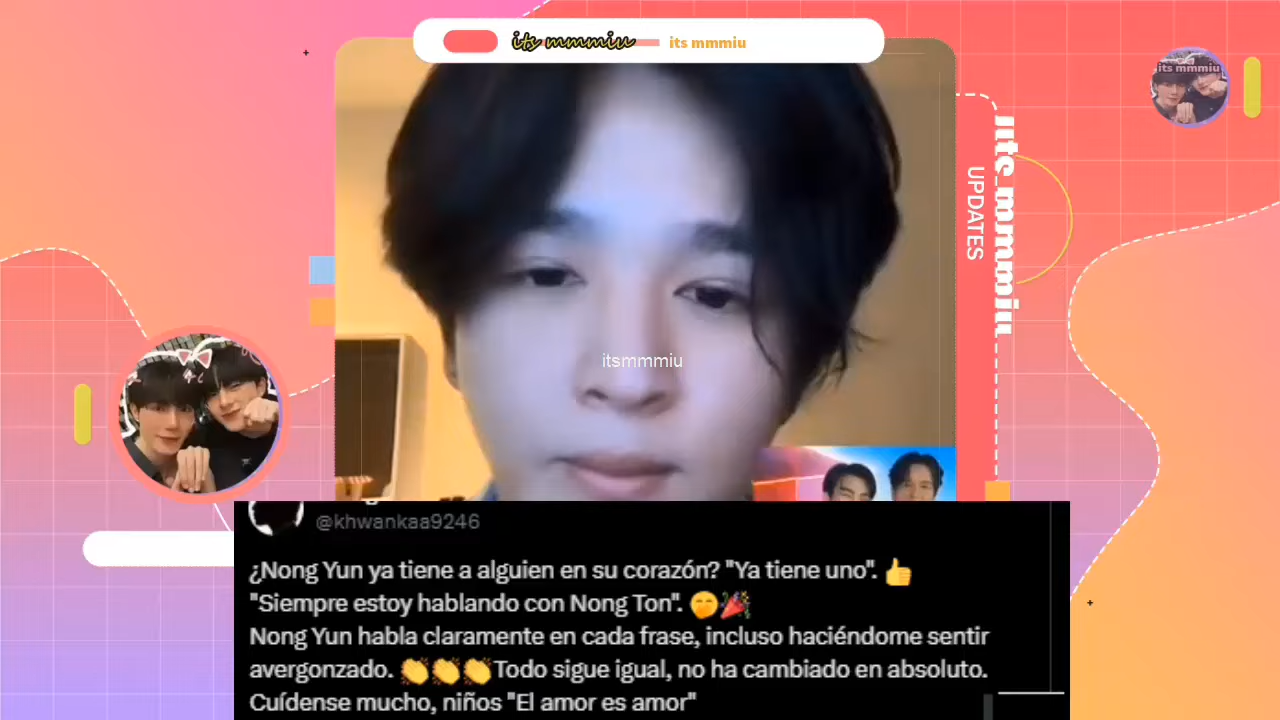 its mmmiu
its mmmiu
its mmmiu
its mmmiu
UPDATES
itsmmmiu
@khwankaa9246
¿Nong Yun ya tiene a alguien en su corazón? "Ya tiene uno". 👍
"Siempre estoy hablando con Nong Ton". 🤭🎉
Nong Yun habla claramente en cada frase, incluso haciéndome sentir
avergonzado. 👏👏👏Todo sigue igual, no ha cambiado en absoluto.
Cuídense mucho, niños "El amor es amor"